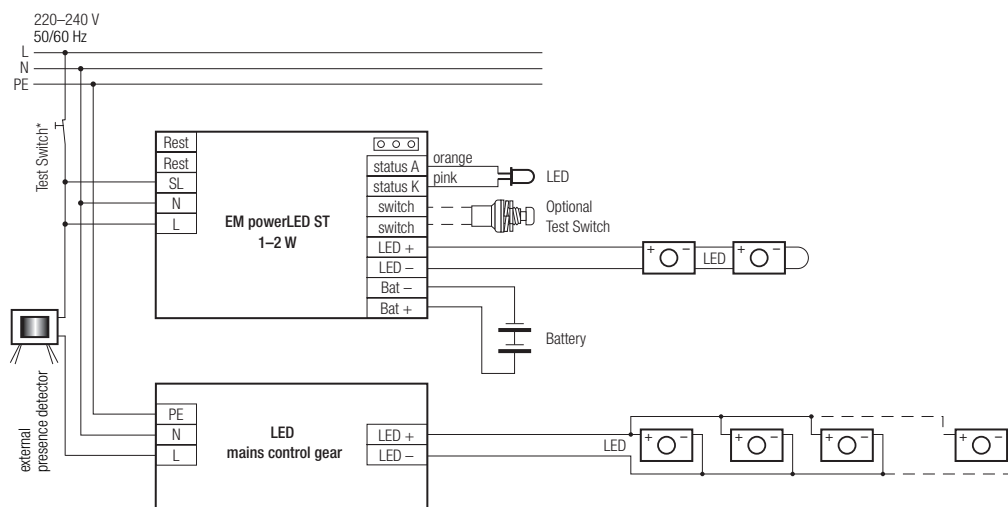 220–240 V
50/60 Hz
L
N
PE
Test Switch*
Rest
Rest
SL
N
L
EM powerLED ST
1–2 W
status A
status K
switch
switch
LED +
LED –
Bat –
Bat +
orange
pink
LED
Optional
Test Switch
+ –
LED
+ –
Battery
external
presence detector
PE
N
L
LED
mains control gear
LED +
LED –
LED
+ –
+ –
+ –
+ –